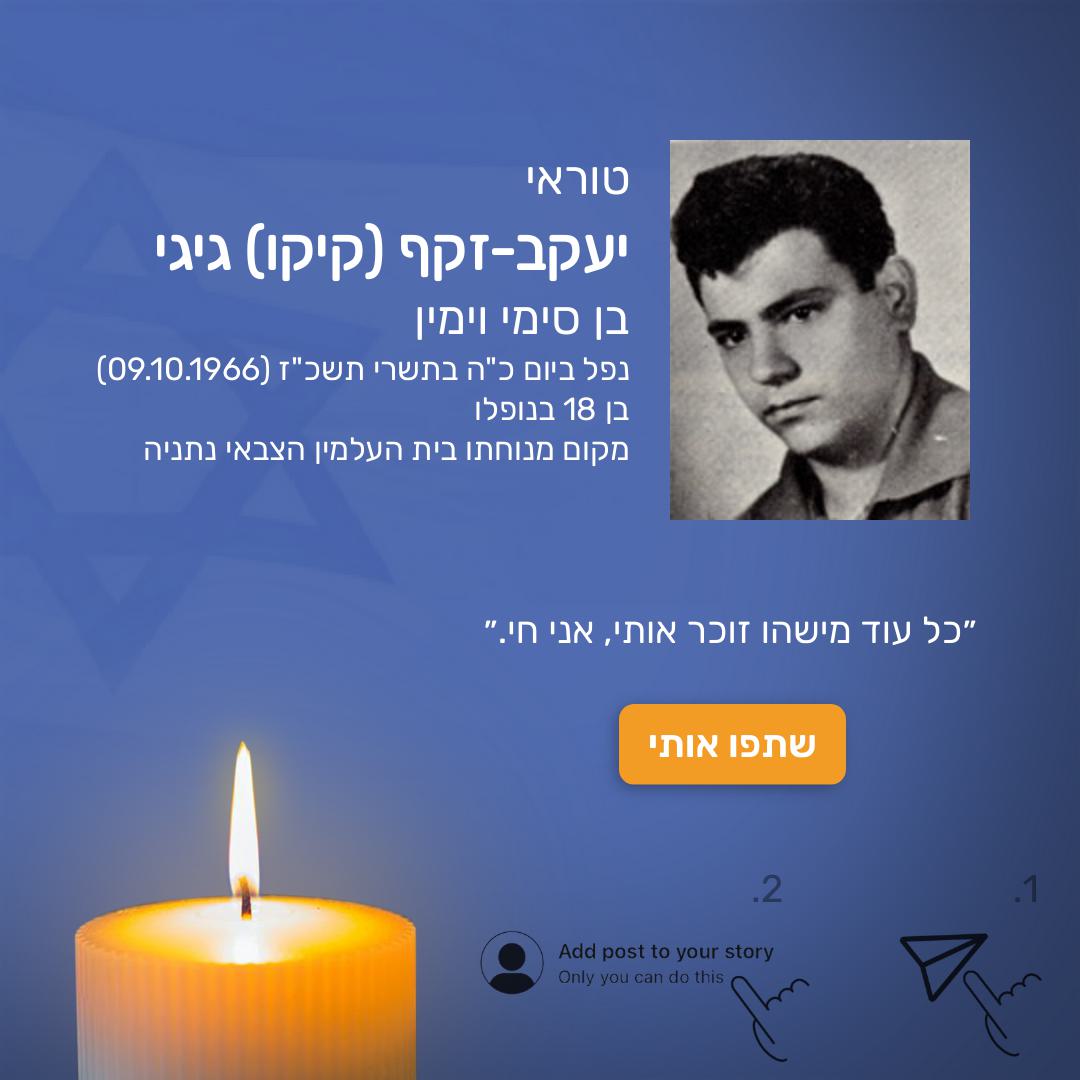 טוראי
יעקב-זקף (קיקו) גיגי
בן סימי וימין
נפל ביום כ"ה בתשרי תשכ"ז (09.10.1966)
בן 18 בנופלו
מקום מנוחתו בית העלמין הצבאי נתניה
״כל עוד מישהו זוכר אותי, אני חי.״
שתפו אותי
1.
2.
Add post to your story
Only you can do this